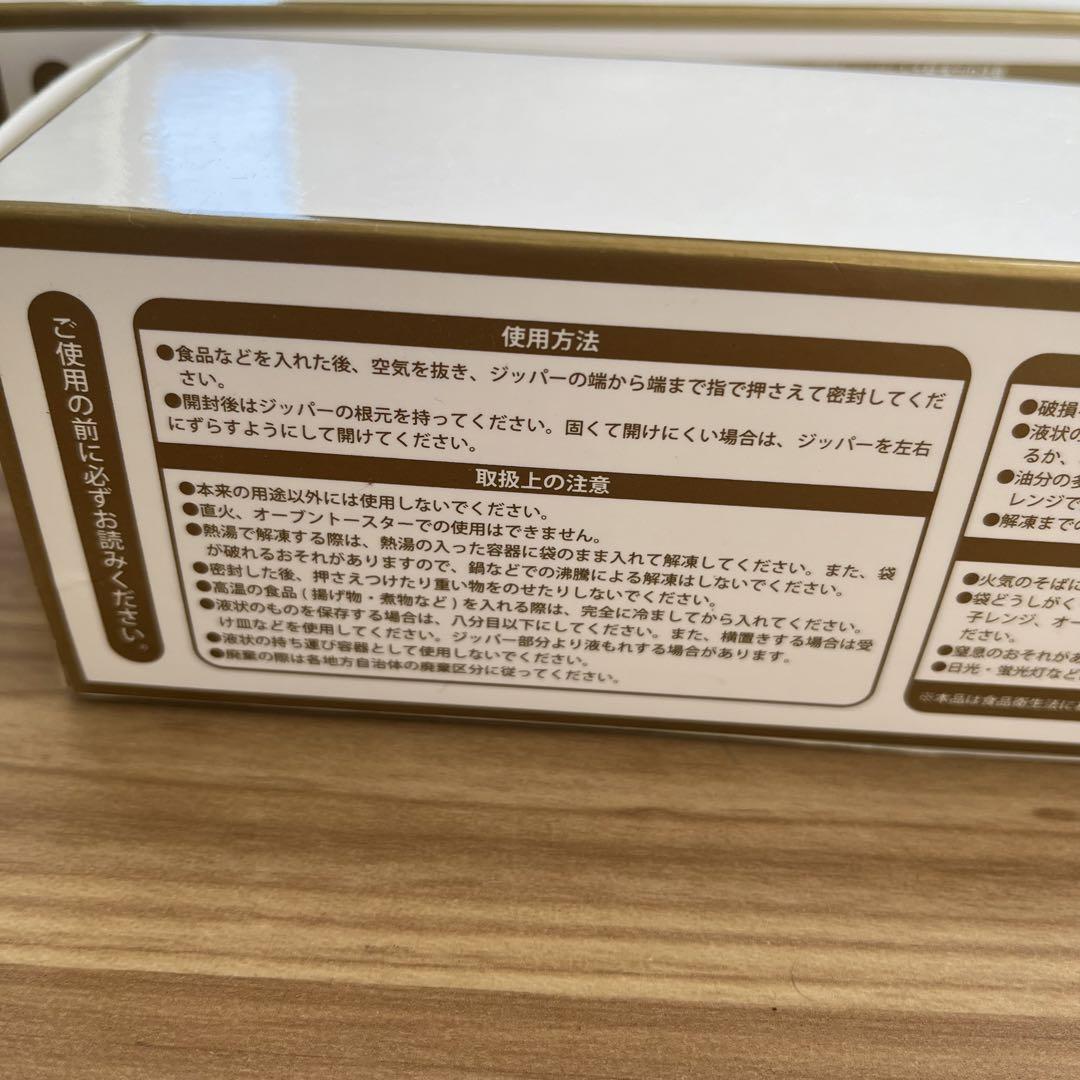 ご使用の前に必ずお読みください。
使用方法
●食品などを入れた後、空気を抜き、ジッパーの端から端まで指で押さえて密封してくだ
さい。
●開封後はジッパーの根元を持ってください。固くて開けにくい場合は、ジッパーを左右
にずらすようにして開けてください。
取扱上の注意
●本来の用途以外には使用しないでください。
●直火、オーブントースターでの使用はできません。
●熱湯で解凍する際は、熱湯の入った容器に袋のまま入れて解凍してください。また、袋
が破れるおそれがありますので、鍋などでの沸騰による解凍はしないでください。
●密封した後、押さえつけたり重い物をのせたりしないでください。
●高温の食品(揚げ物・煮物など)を入れる際は、完全に冷ましてから入れてください。
●液状のものを保存する場合は、八分目以下にしてください。また、横置きする場合は受
け皿などを使用してください。ジッパー部分より液もれする場合があります。
●液状の持ち運び容器として使用しないでください。
●廃棄の際は各地方自治体の廃棄区分に従ってください。
●破損
●液状の
るか、
●油分の多
レンジで
●解凍までの
●火気のそばに
●袋どうしがく
子レンジ、オー
ださい。
●窒息のおそれがあ
●日光・蛍光灯など
※本品は食品衛生法に